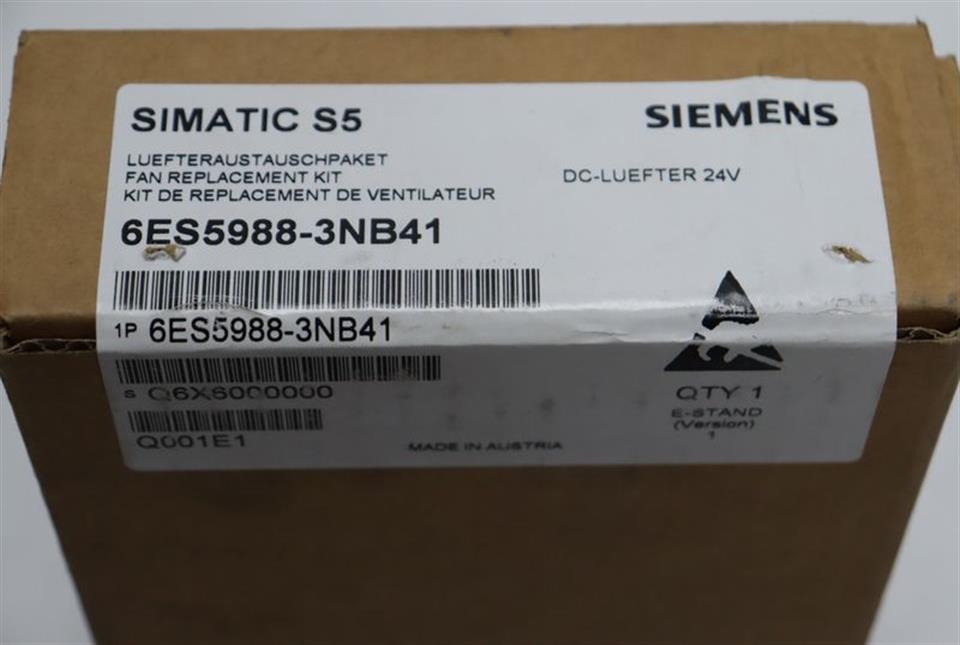 SIMATIC S5
SIEMENS
LUEFTERAUSTAUSCHPAKET
FAN REPLACEMENT KIT
KIT DE REPLACEMENT DE VENTILATEUR
DC-LUEFTER 24V
6ES5988-3NB41
1P 6ES5988-3NB41
S Q6X6000000
Q001E1
QTY 1
E-STAND
(Version)
1
MADE IN AUSTRIA